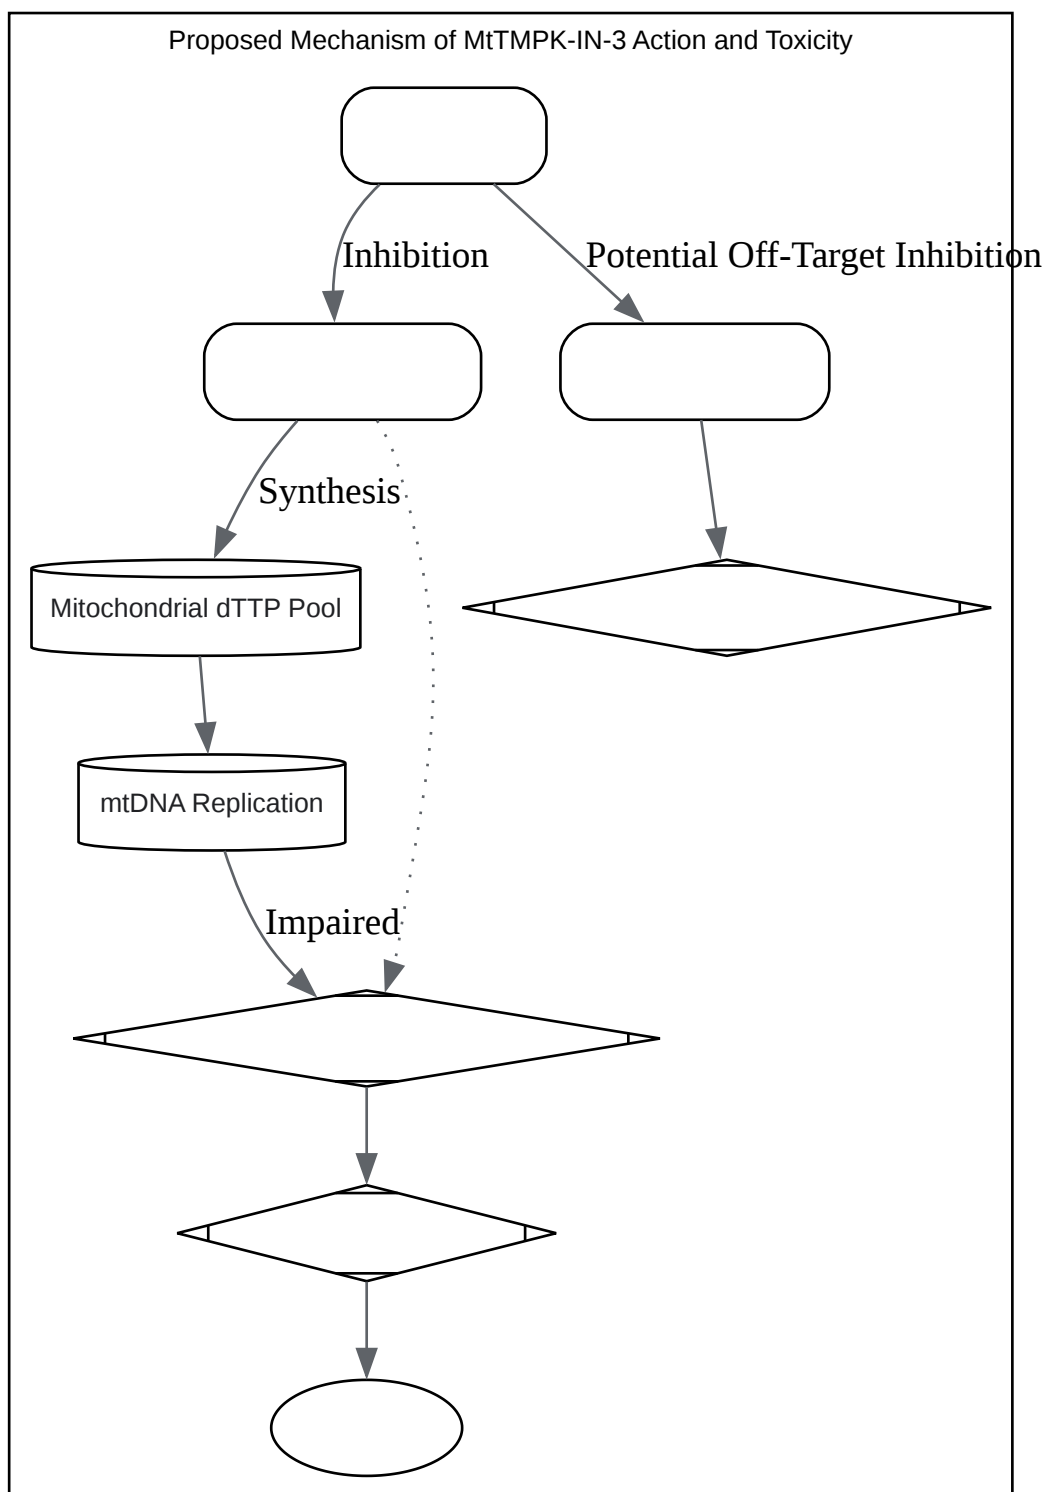 Proposed Mechanism of MtTMPK-IN-3 Action and Toxicity
Inhibition
Potential Off-Target Inhibition
Synthesis
Mitochondrial dTTP Pool
mtDNA Replication
Impaired